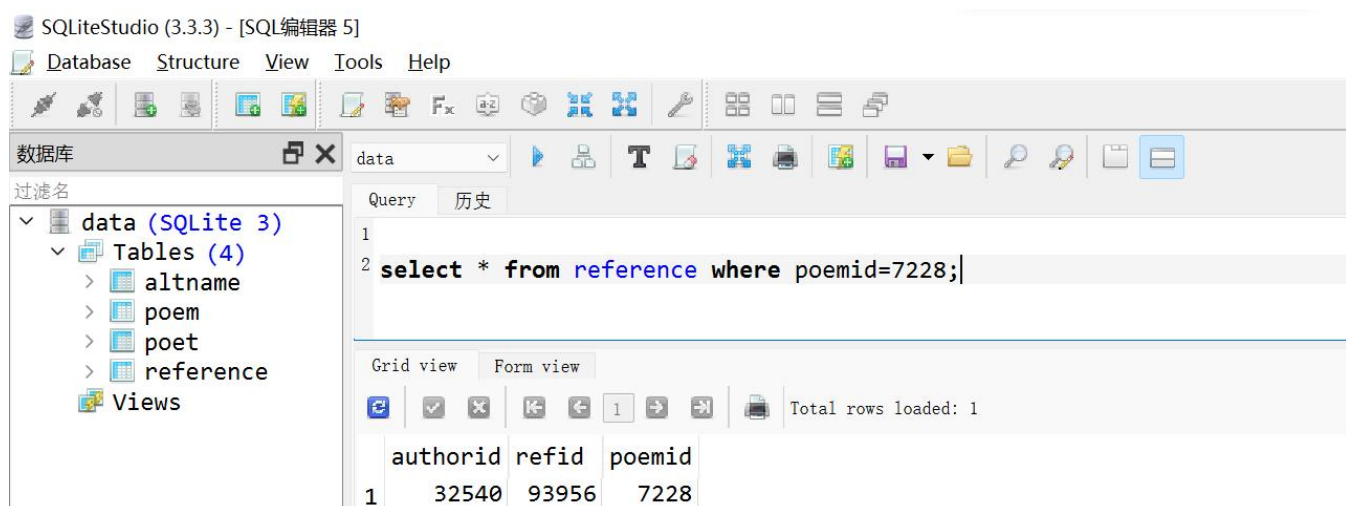 SQLiteStudio (3.3.3) - [SQL编辑器 5]
Database Structure View Tools Help
数据库
data
过滤名
Query 历史
data (SQLite 3)
Tables (4)
altname
poem
poet
reference
Views
1
2 select * from reference where poemid=7228;
Grid view Form view
1 Total rows loaded: 1
authorid refid poemid
1 32540 93956 7228